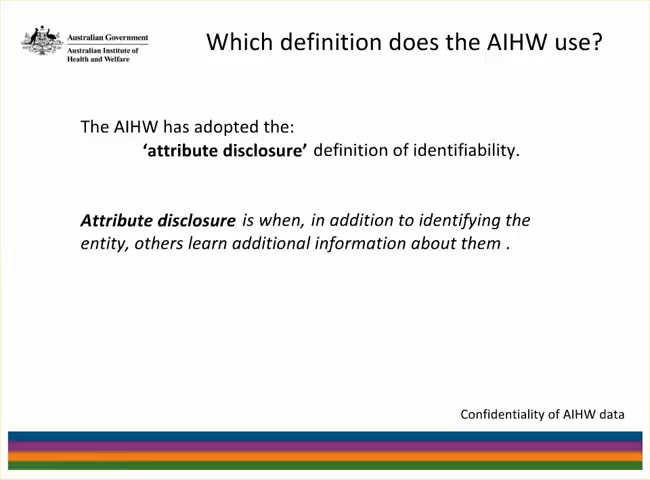 Australian Government
Australian Institute of
Health and Welfare
Which definition does the AIHW use?
The AIHW has adopted the:
‘attribute disclosure’ definition of identifiability.
Attribute disclosure is when, in addition to identifying the
entity, others learn additional information about them .
Confidentiality of AIHW data